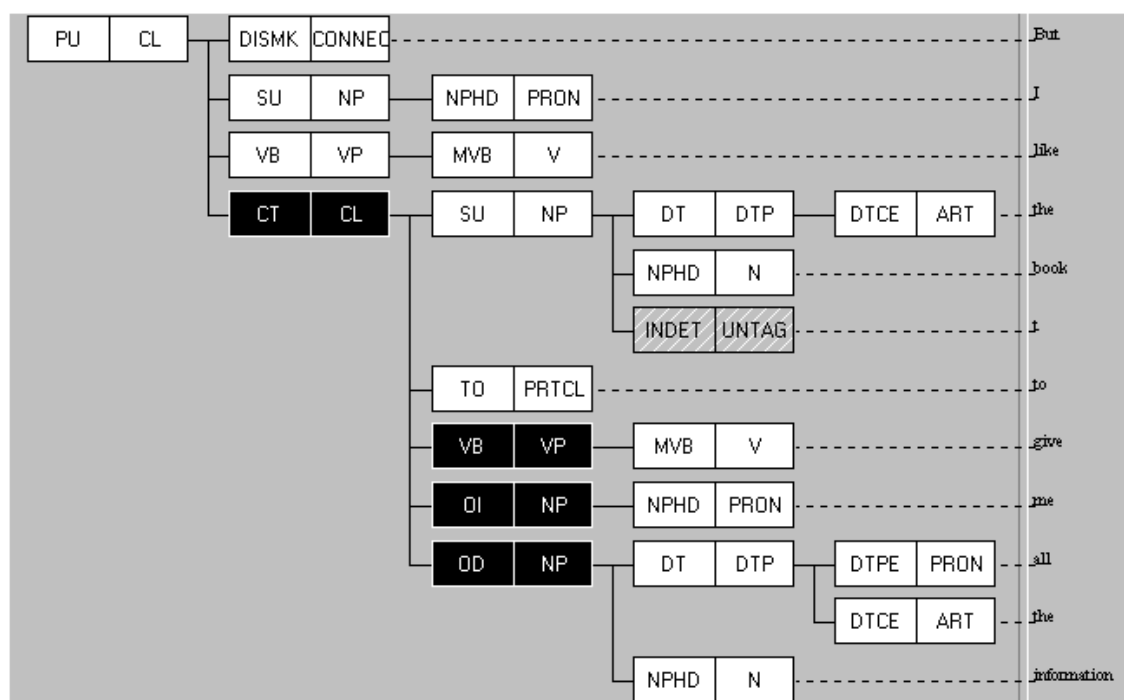 PU CL DISMK CONNEC But
SU NP NPHD PRON I
VB VP MVB V like
CT CL SU NP DT DTP DTCE ART the
NPHD N book
INDET UNTAG t
TO PRTCL to
VB VP MVB V give
OI NP NPHD PRON me
OD NP DT DTP DTPE PRON all
DTCE ART the
NPHD N information